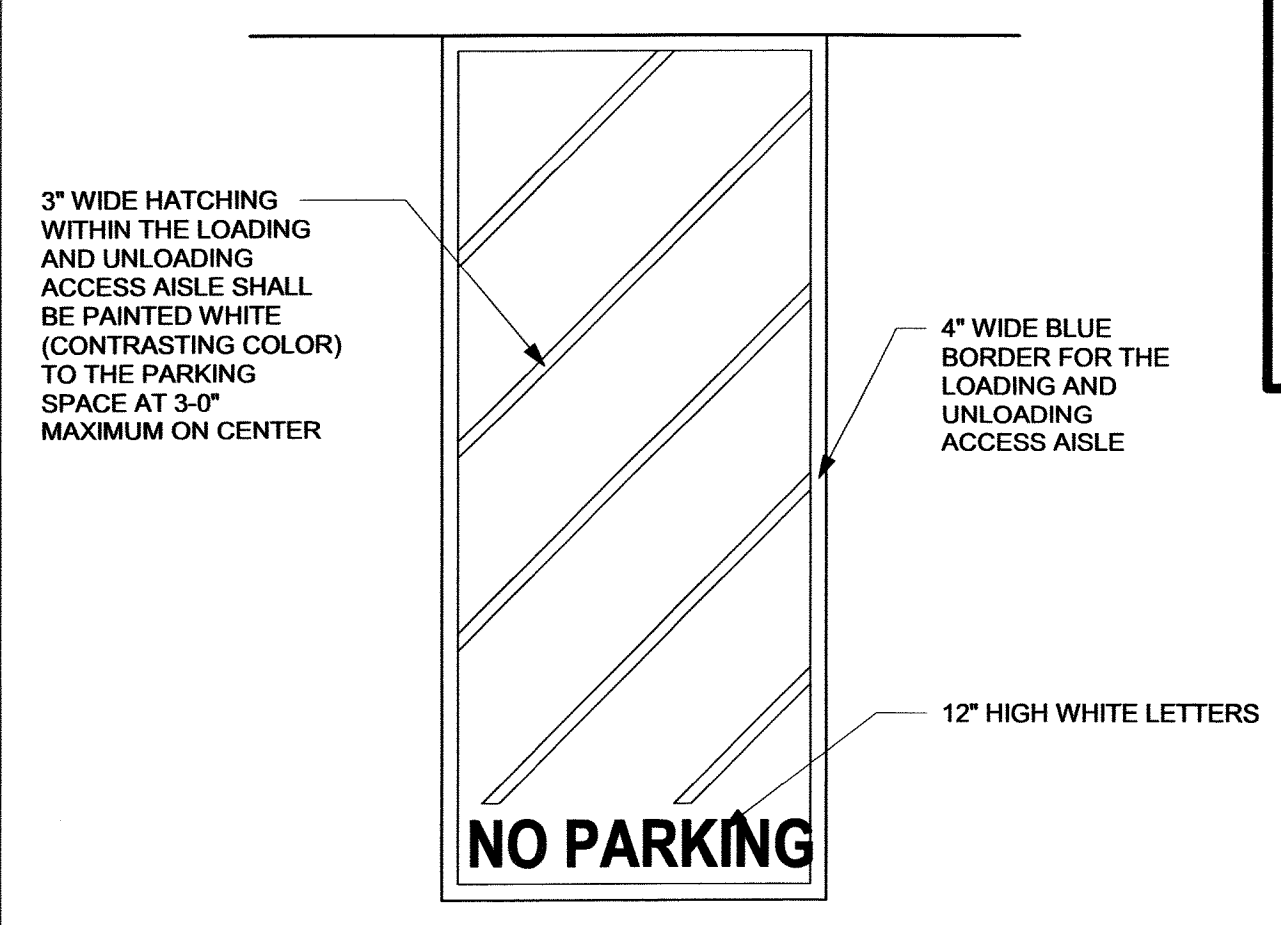 3" WIDE HATCHING
WITHIN THE LOADING
AND UNLOADING
ACCESS AISLE SHALL
BE PAINTED WHITE
(CONTRASTING COLOR)
TO THE PARKING
SPACE AT 3-0"
MAXIMUM ON CENTER
4" WIDE BLUE
BORDER FOR THE
LOADING AND
UNLOADING
ACCESS AISLE
12" HIGH WHITE LETTERS
NO PARKING